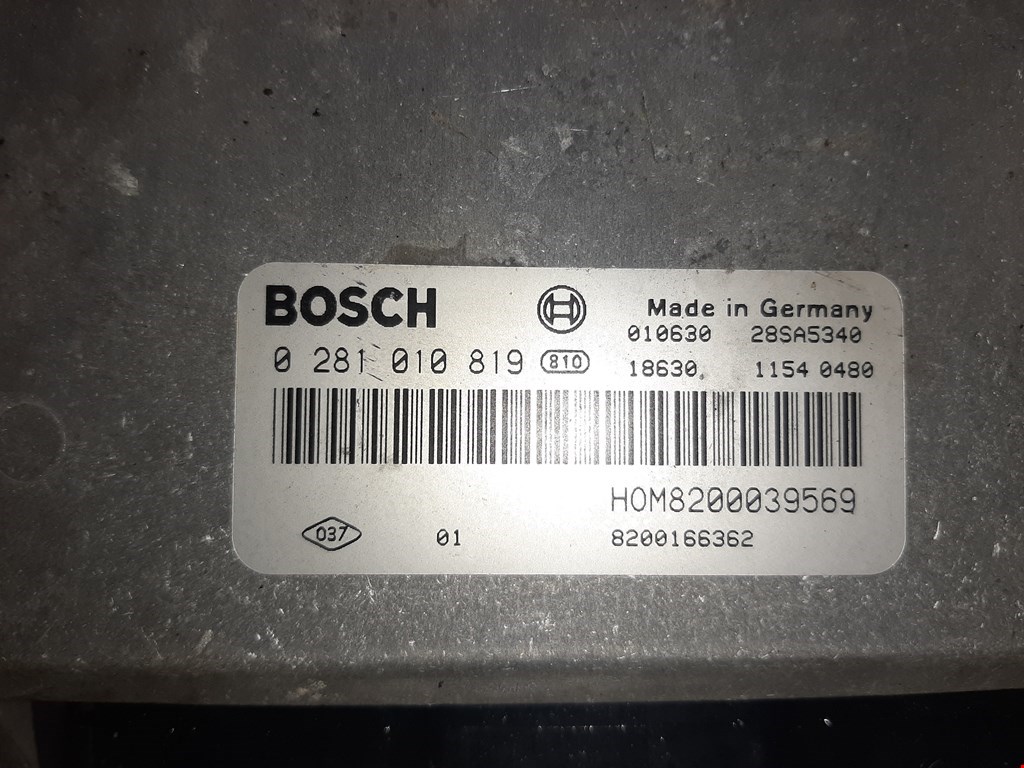 BOSCH
Made in Germany
010630 28SA5340
0 281 010 819 810
18630. 1154 0480
HOM8200039569
037 01 8200166362